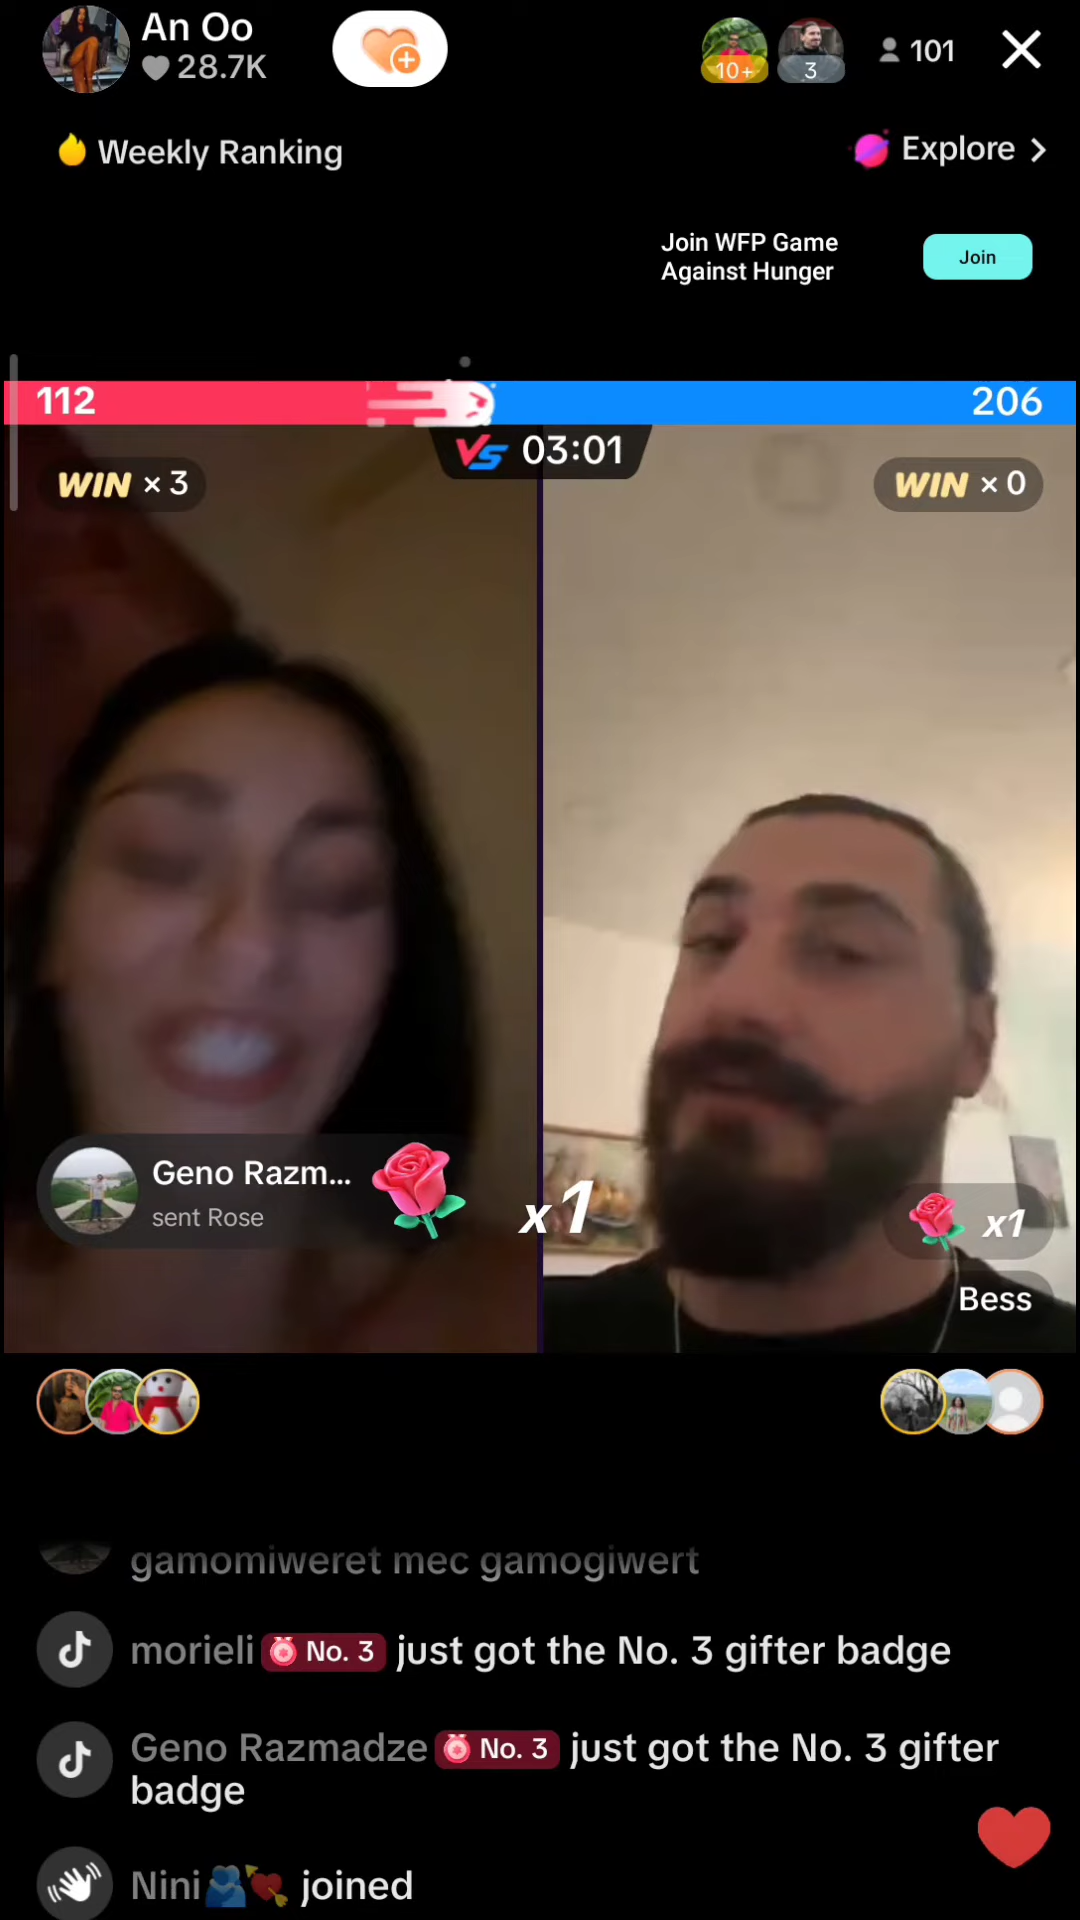 An Oo
28.7K
10+
3
101
Weekly Ranking
Explore
Join WFP Game
Against Hunger
Join
112
206
VS 03:01
WIN × 3
WIN × 0
Geno Razm...
sent Rose
x1
x1
Bess
gamomiweret mec gamogiwert
morieli No. 3 just got the No. 3 gifter badge
Geno Razmadze No. 3 just got the No. 3 gifter
badge
Nini🫂💘 joined